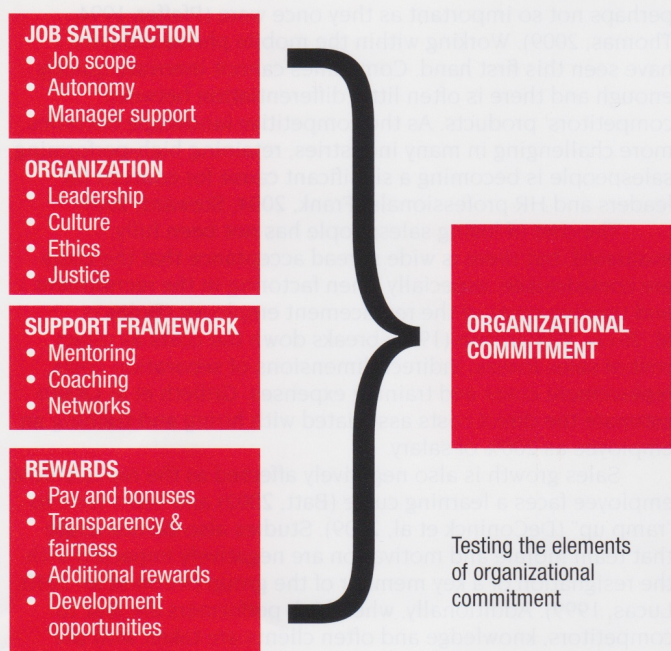 JOB SATISFACTION
• Job scope
• Autonomy
• Manager support
ORGANIZATION
• Leadership
• Culture
• Ethics
• Justice
SUPPORT FRAMEWORK
• Mentoring
• Coaching
• Networks
REWARDS
• Pay and bonuses
• Transparency &
fairness
• Additional rewards
• Development
opportunities
ORGANIZATIONAL
COMMITMENT
Testing the elements
of organizational
commitment